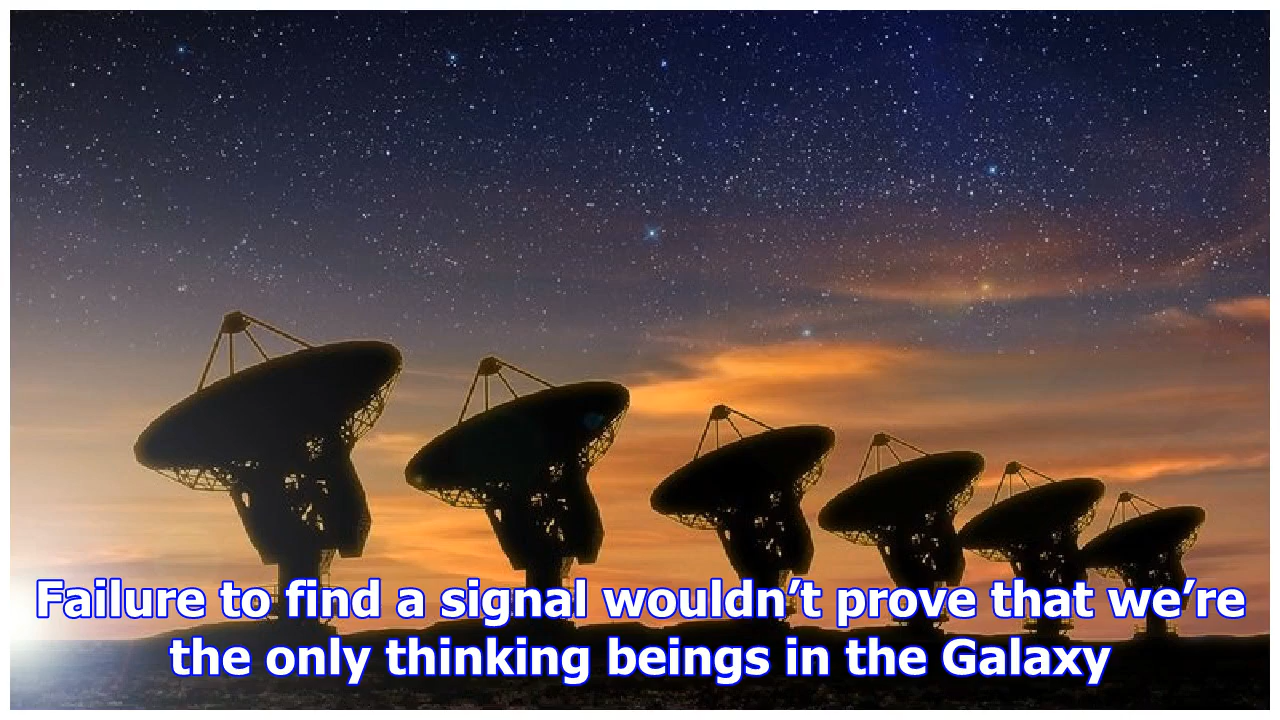 Failure to find a signal wouldn’t prove that we’re
the only thinking beings in the Galaxy